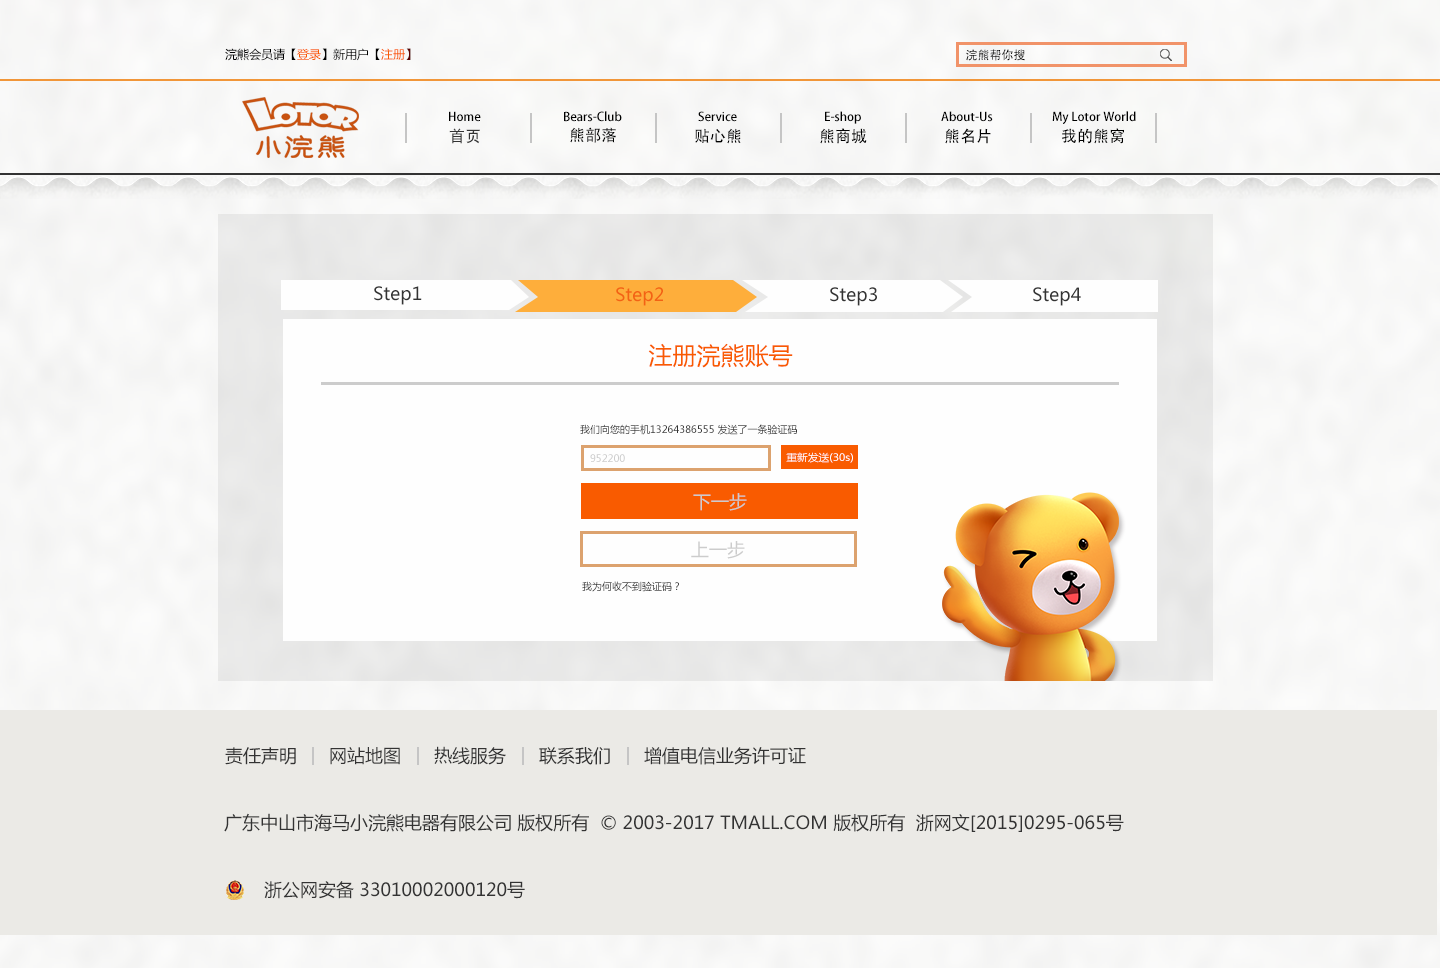 浣熊会员请【登录】新用户【注册】
浣熊帮你搜
LOTOR
小浣熊
Home
首页
Bears-Club
熊部落
Service
贴心熊
E-shop
熊商城
About-Us
熊名片
My Lotor World
我的熊窝
Step1
Step2
Step3
Step4
注册浣熊账号
我们向您的手机13264386555 发送了一条验证码
952200
重新发送(30s)
下一步
上一步
我为何收不到验证码？
责任声明 | 网站地图 | 热线服务 | 联系我们 | 增值电信业务许可证
广东中山市海马小浣熊电器有限公司 版权所有 © 2003-2017 TMALL.COM 版权所有 浙网文[2015]0295-065号
浙公网安备 33010002000120号